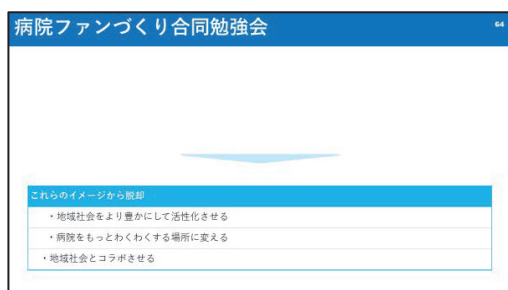 病院ファンづくり合同勉強会
64
これらのイメージから脱却
・地域社会をより豊かにして活性化させる
・病院をもっとわくわくする場所に変える
・地域社会とコラボさせる